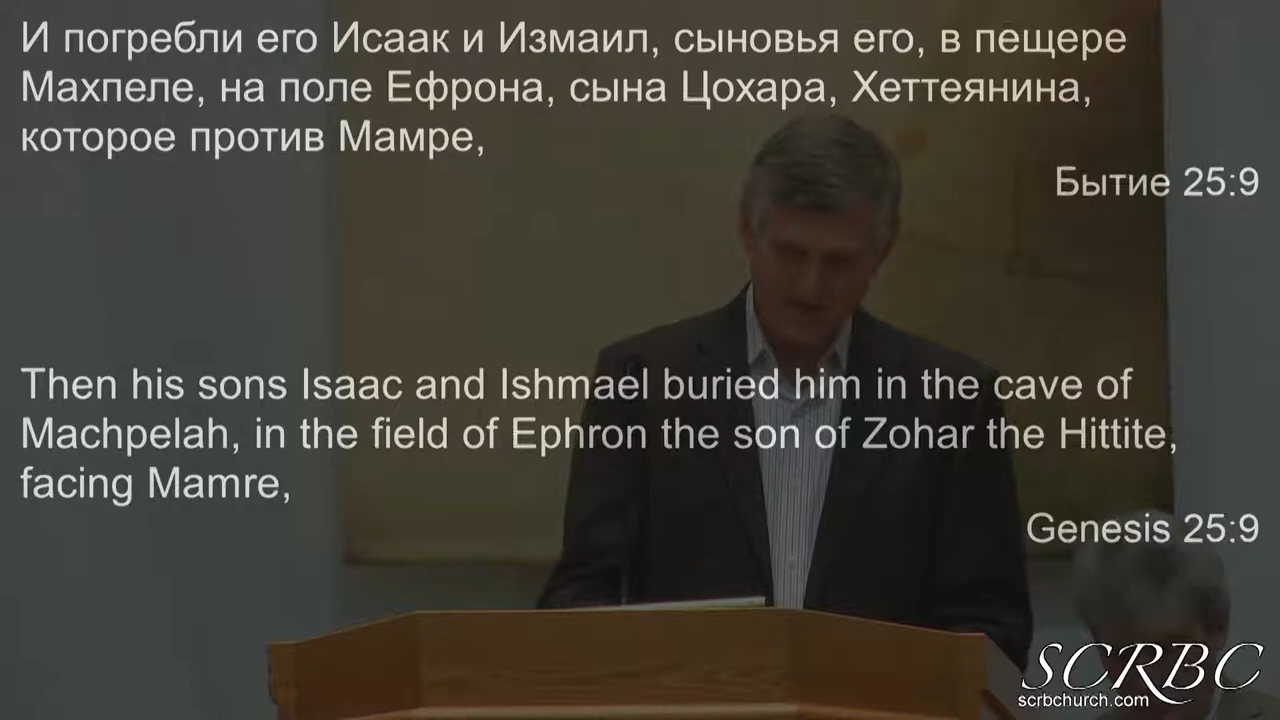 И погребли его Исаак и Измаил, сыновья его, в пещере
Махпеле, на поле Ефрона, сына Цохара, Хеттеянина,
которое против Мамре,
Бытие 25:9
Then his sons Isaac and Ishmael buried him in the cave of
Machpelah, in the field of Ephron the son of Zohar the Hittite,
facing Mamre,
Genesis 25:9
SCRBC
scrbchurch.com